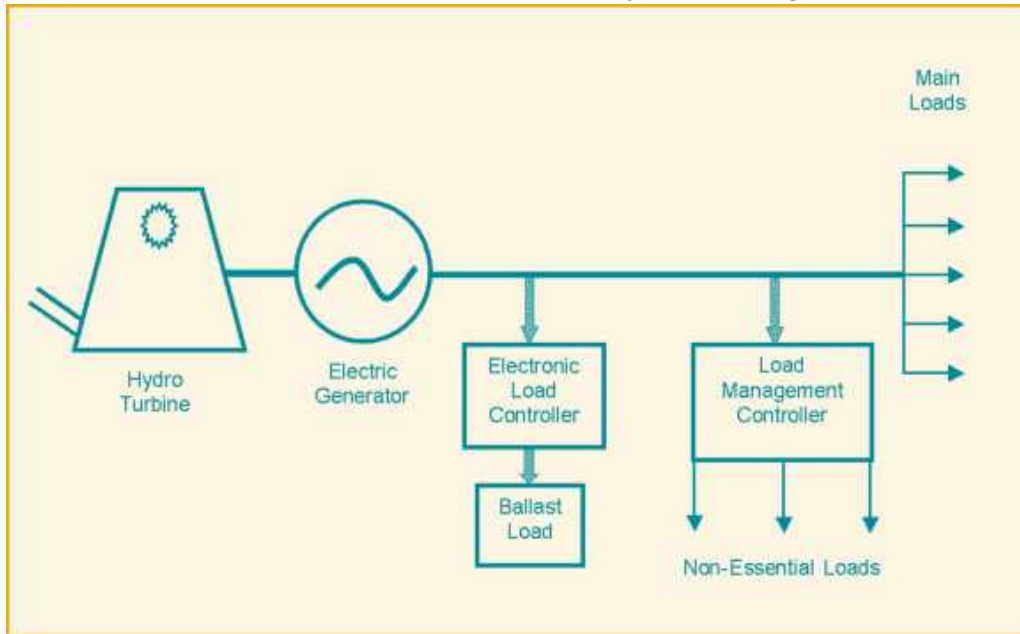 Main
Loads
Hydro
Turbine
Electric
Generator
Electronic
Load
Controller
Load
Management
Controller
Ballast
Load
Non-Essential Loads